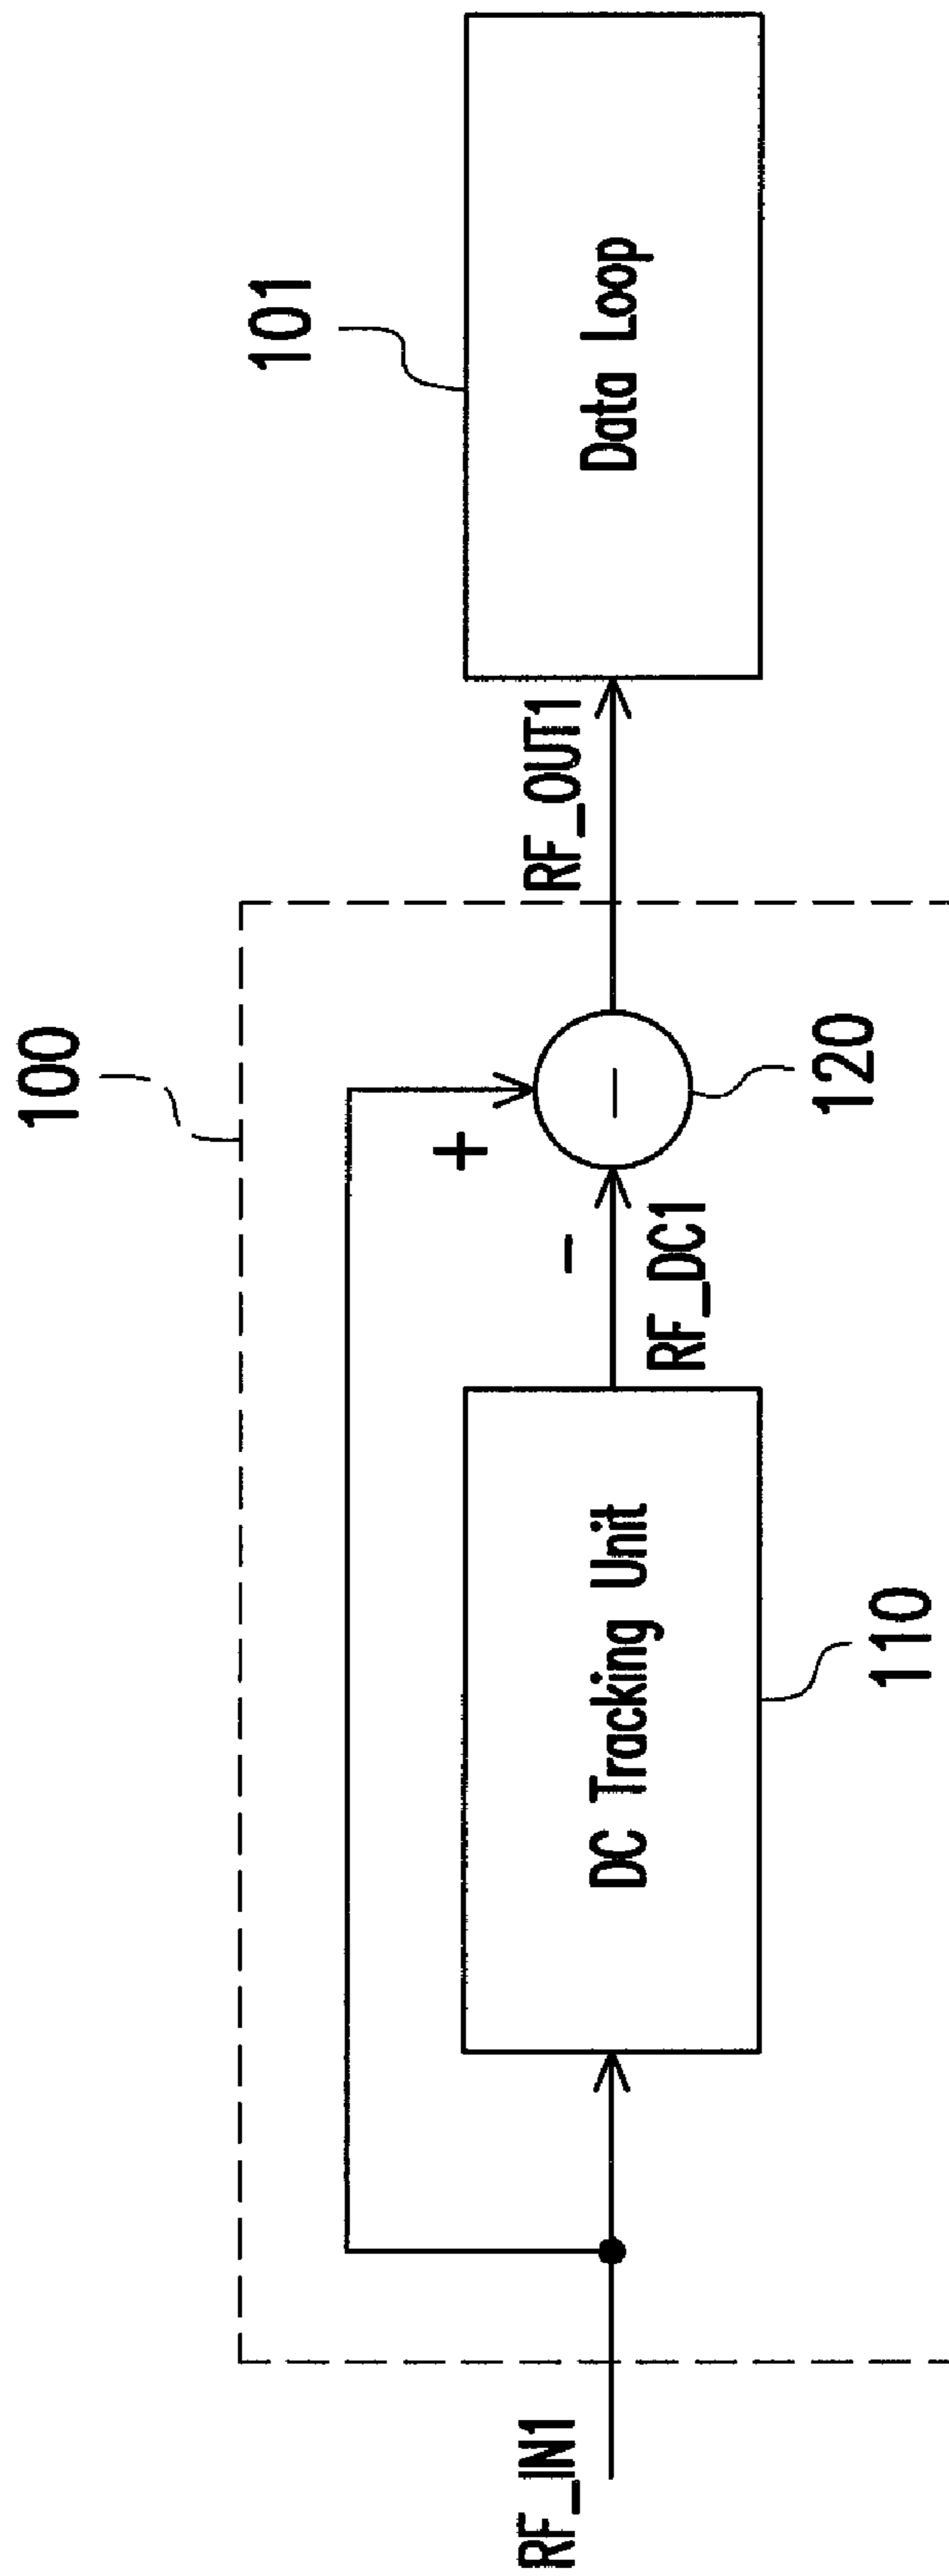 100
101
+
RF_IN1
DC Tracking Unit
-
RF_DC1
-
RF_OUT1
Data Loop
110
120